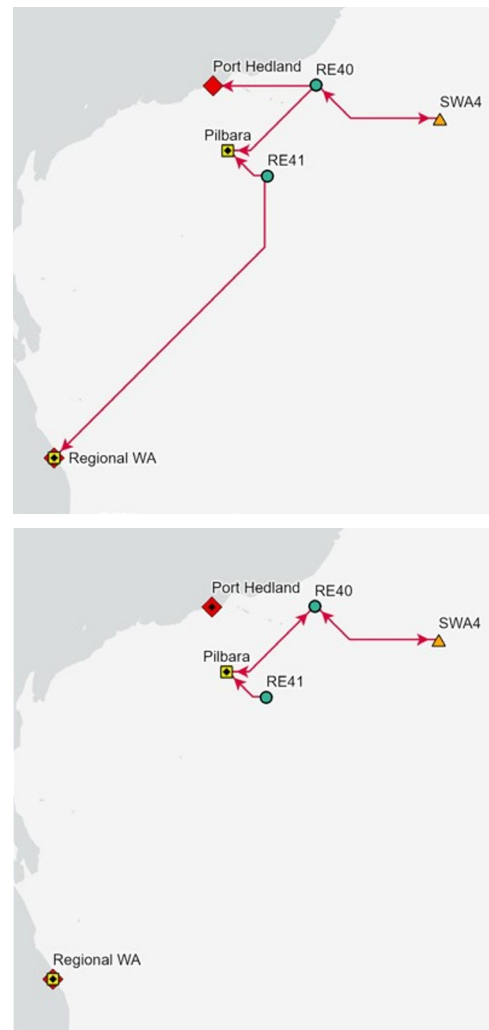 Port Hedland
RE40
SWA4
Pilbara
RE41
Regional WA
Port Hedland
RE40
SWA4
Pilbara
RE41
Regional WA